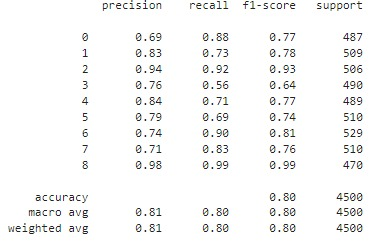 precision recall f1-score support
0 0.69 0.88 0.77 487
1 0.83 0.73 0.78 509
2 0.94 0.92 0.93 506
3 0.76 0.56 0.64 490
4 0.84 0.71 0.77 489
5 0.79 0.69 0.74 510
6 0.74 0.90 0.81 529
7 0.71 0.83 0.76 510
8 0.98 0.99 0.99 470
accuracy 0.80 4500
macro avg 0.81 0.80 0.80 4500
weighted avg 0.81 0.80 0.80 4500